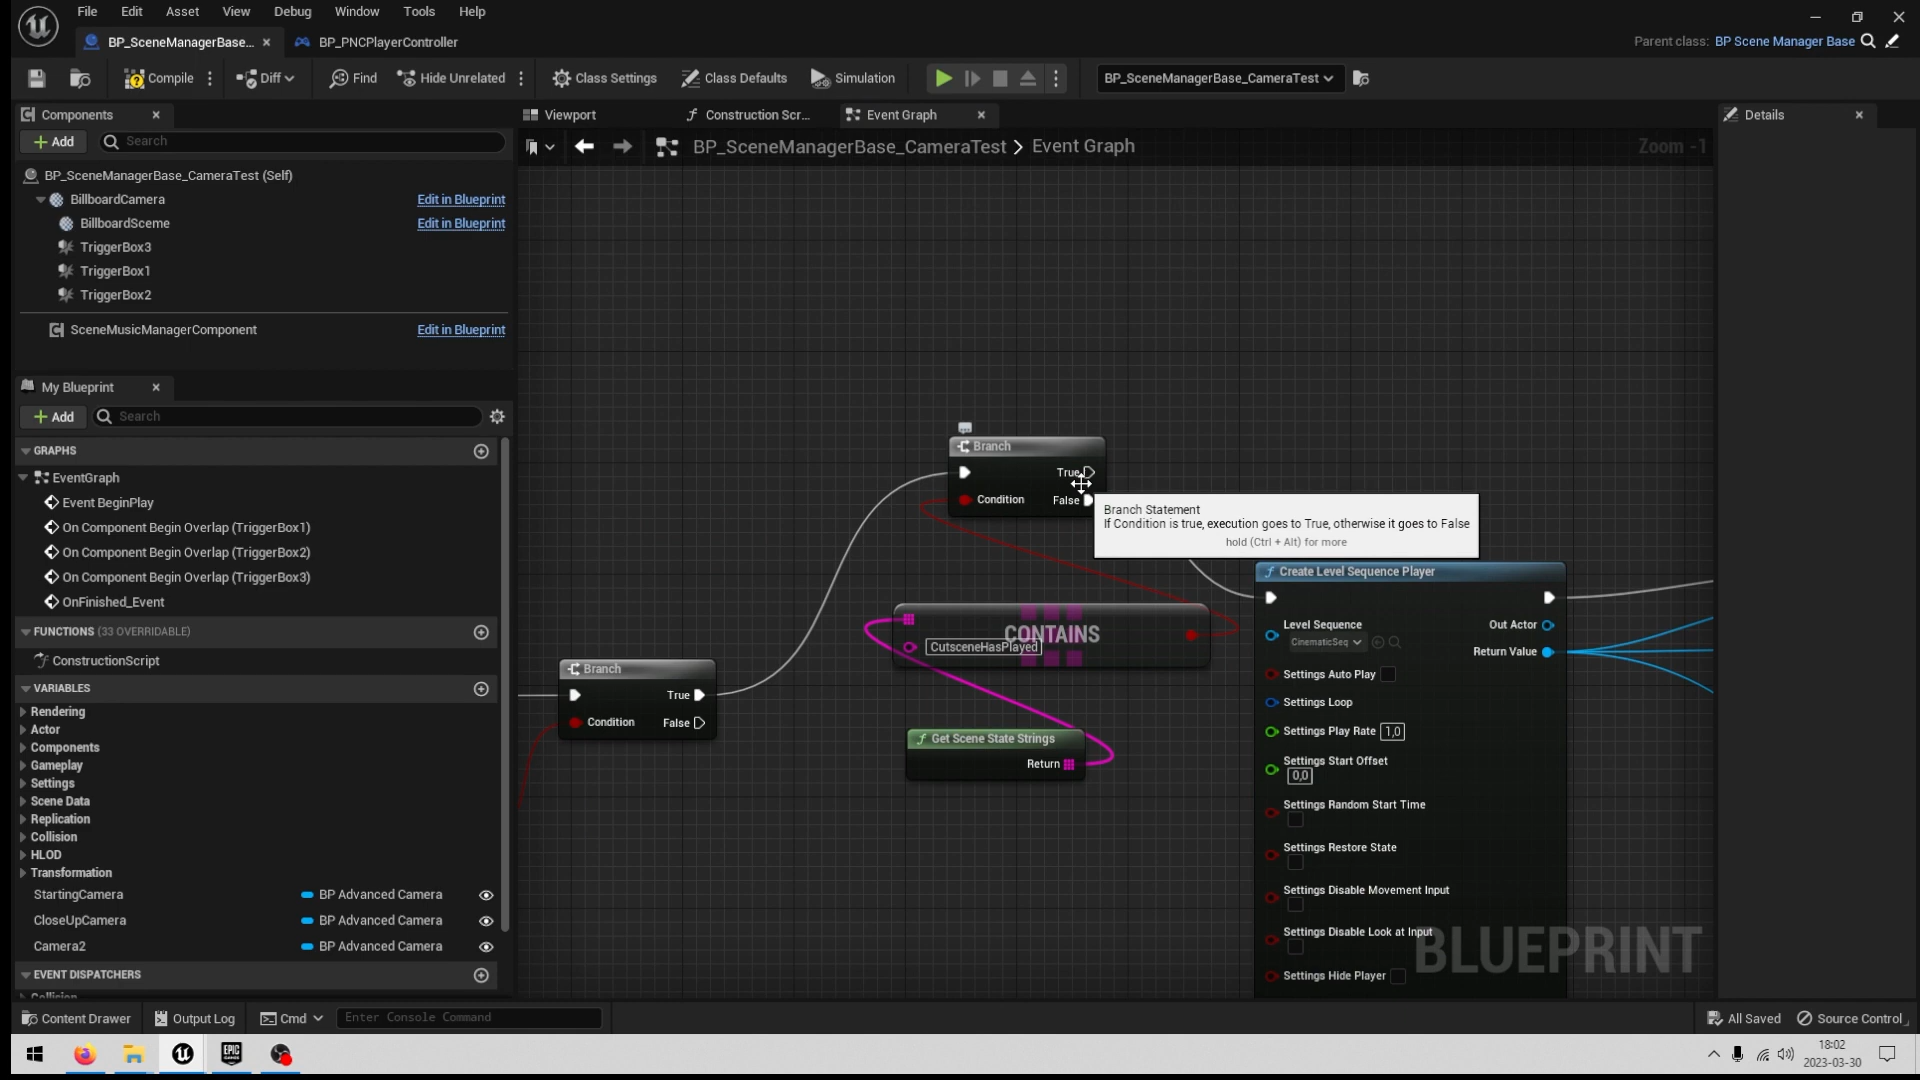 File Edit Asset View Debug Window Tools Help
BP_SceneManagerBase... BP_PNCPlayerController
Parent class: BP Scene Manager Base
Compile Diff Find Hide Unrelated Class Settings Class Defaults Simulation BP_SceneManagerBase_CameraTest
Components Viewport Construction Scr... Event Graph Details
Add Search
BP_SceneManagerBase_CameraTest > Event Graph Zoom -1
BP_SceneManagerBase_CameraTest (Self)
BillboardCamera Edit in Blueprint
BillboardSceme Edit in Blueprint
TriggerBox3
TriggerBox1
TriggerBox2
SceneMusicManagerComponent Edit in Blueprint
My Blueprint
Add Search
GRAPHS
EventGraph
Event BeginPlay
On Component Begin Overlap (TriggerBox1)
On Component Begin Overlap (TriggerBox2)
On Component Begin Overlap (TriggerBox3)
OnFinished_Event
FUNCTIONS (33 OVERRIDABLE)
ConstructionScript
VARIABLES
Rendering
Actor
Components
Gameplay
Settings
Scene Data
Replication
Collision
HLOD
Transformation
StartingCamera BP Advanced Camera
CloseUpCamera BP Advanced Camera
Camera2 BP Advanced Camera
EVENT DISPATCHERS
Collision
Branch
True
Condition False
Branch Statement
If Condition is true, execution goes to True, otherwise it goes to False
hold (Ctrl + Alt) for more
CONTAINS
CutsceneHasPlayed
Branch
True
Condition False
Get Scene State Strings
Return
Create Level Sequence Player
Level Sequence Out Actor
CinematicSeq
Return Value
Settings Auto Play
Settings Loop
Settings Play Rate 1,0
Settings Start Offset
0,0
Settings Random Start Time
Settings Restore State
Settings Disable Movement Input
Settings Disable Look at Input
Settings Hide Player
BLUEPRINT
Content Drawer Output Log Cmd Enter Console Command All Saved Source Control
EPIC
GAMES
18:02
2023-03-30